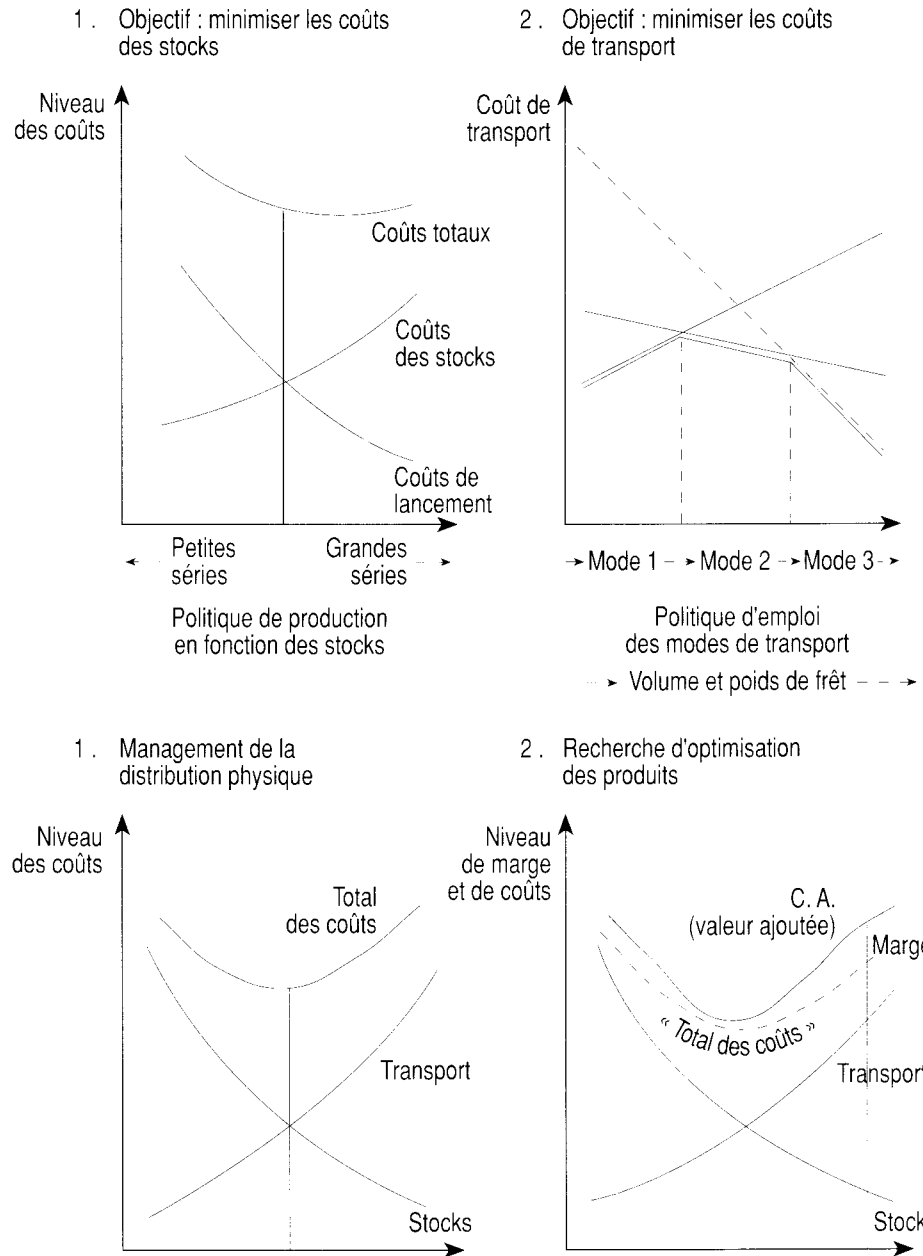 1 . Objectif : minimiser les coûts
des stocks
Niveau
des coûts
Coûts totaux
Coûts
des stocks
Coûts de
lancement
Petites
séries
Grandes
séries
Politique de production
en fonction des stocks
2 . Objectif : minimiser les coûts
de transport
Coût de
transport
Mode 1
Mode 2
Mode 3
Politique d'emploi
des modes de transport
Volume et poids de frêt
1 . Management de la
distribution physique
Niveau
des coûts
Total
des coûts
Transport
Stocks
2 . Recherche d'optimisation
des produits
Niveau
de marge
et de coûts
C. A.
(valeur ajoutée)
Marge
« Total des coûts »
Transport
Stock